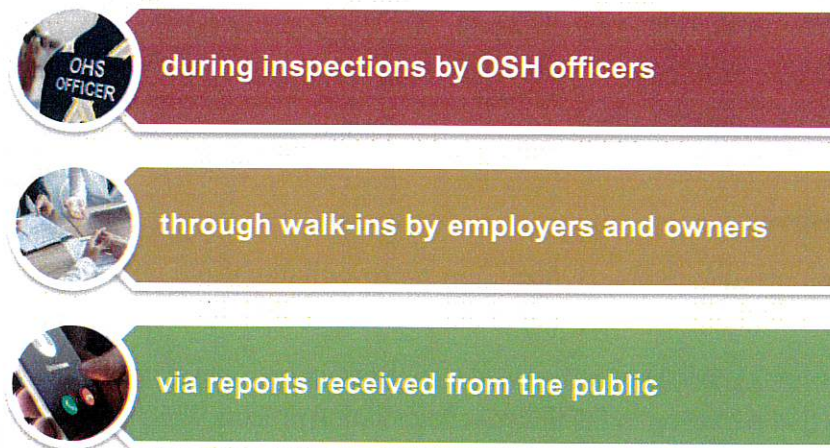 OHS
OFFICER
during inspections by OSH officers
through walk-ins by employers and owners
via reports received from the public